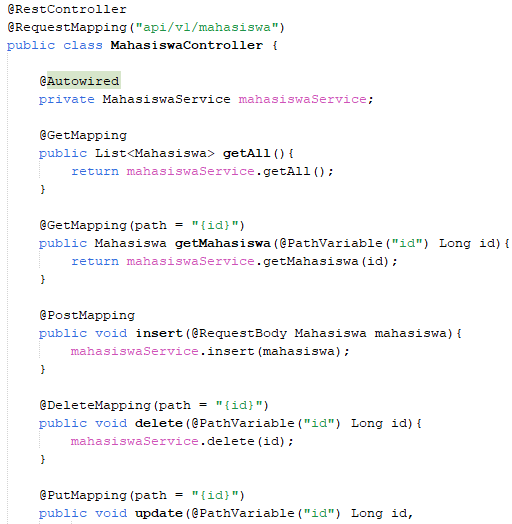 @RestController
@RequestMapping("api/v1/mahasiswa")
public class MahasiswaController {
@Autowired
private MahasiswaService mahasiswaService;
@GetMapping
public List<Mahasiswa> getAll(){
return mahasiswaService.getAll();
}
@GetMapping(path = "{id}")
public Mahasiswa getMahasiswa(@PathVariable("id") Long id){
return mahasiswaService.getMahasiswa(id);
}
@PostMapping
public void insert(@RequestBody Mahasiswa mahasiswa){
mahasiswaService.insert(mahasiswa);
}
@DeleteMapping(path = "{id}")
public void delete(@PathVariable("id") Long id){
mahasiswaService.delete(id);
}
@PutMapping(path = "{id}")
public void update(@PathVariable("id") Long id,